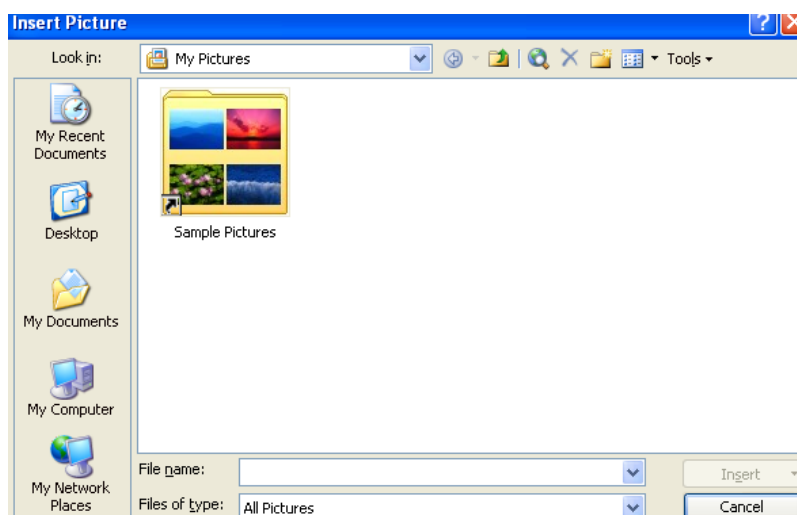 Insert Picture
Look in:
My Pictures
Tools
My Recent
Documents
Desktop
My Documents
My Computer
My Network
Places
Sample Pictures
File name:
Insert
Files of type:
All Pictures
Cancel